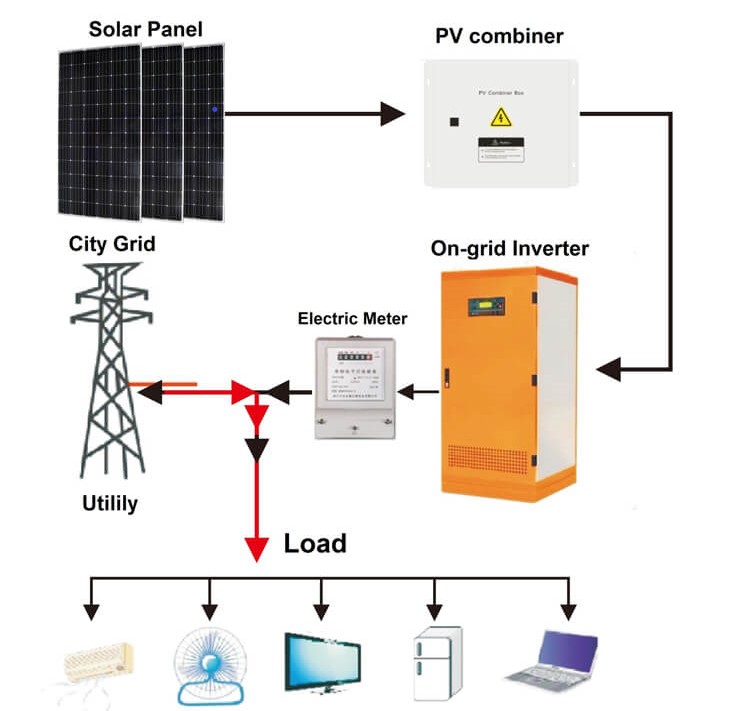 Solar Panel
PV combiner
PV Combiner Box
City Grid
On-grid Inverter
Electric Meter
Utilily
Load